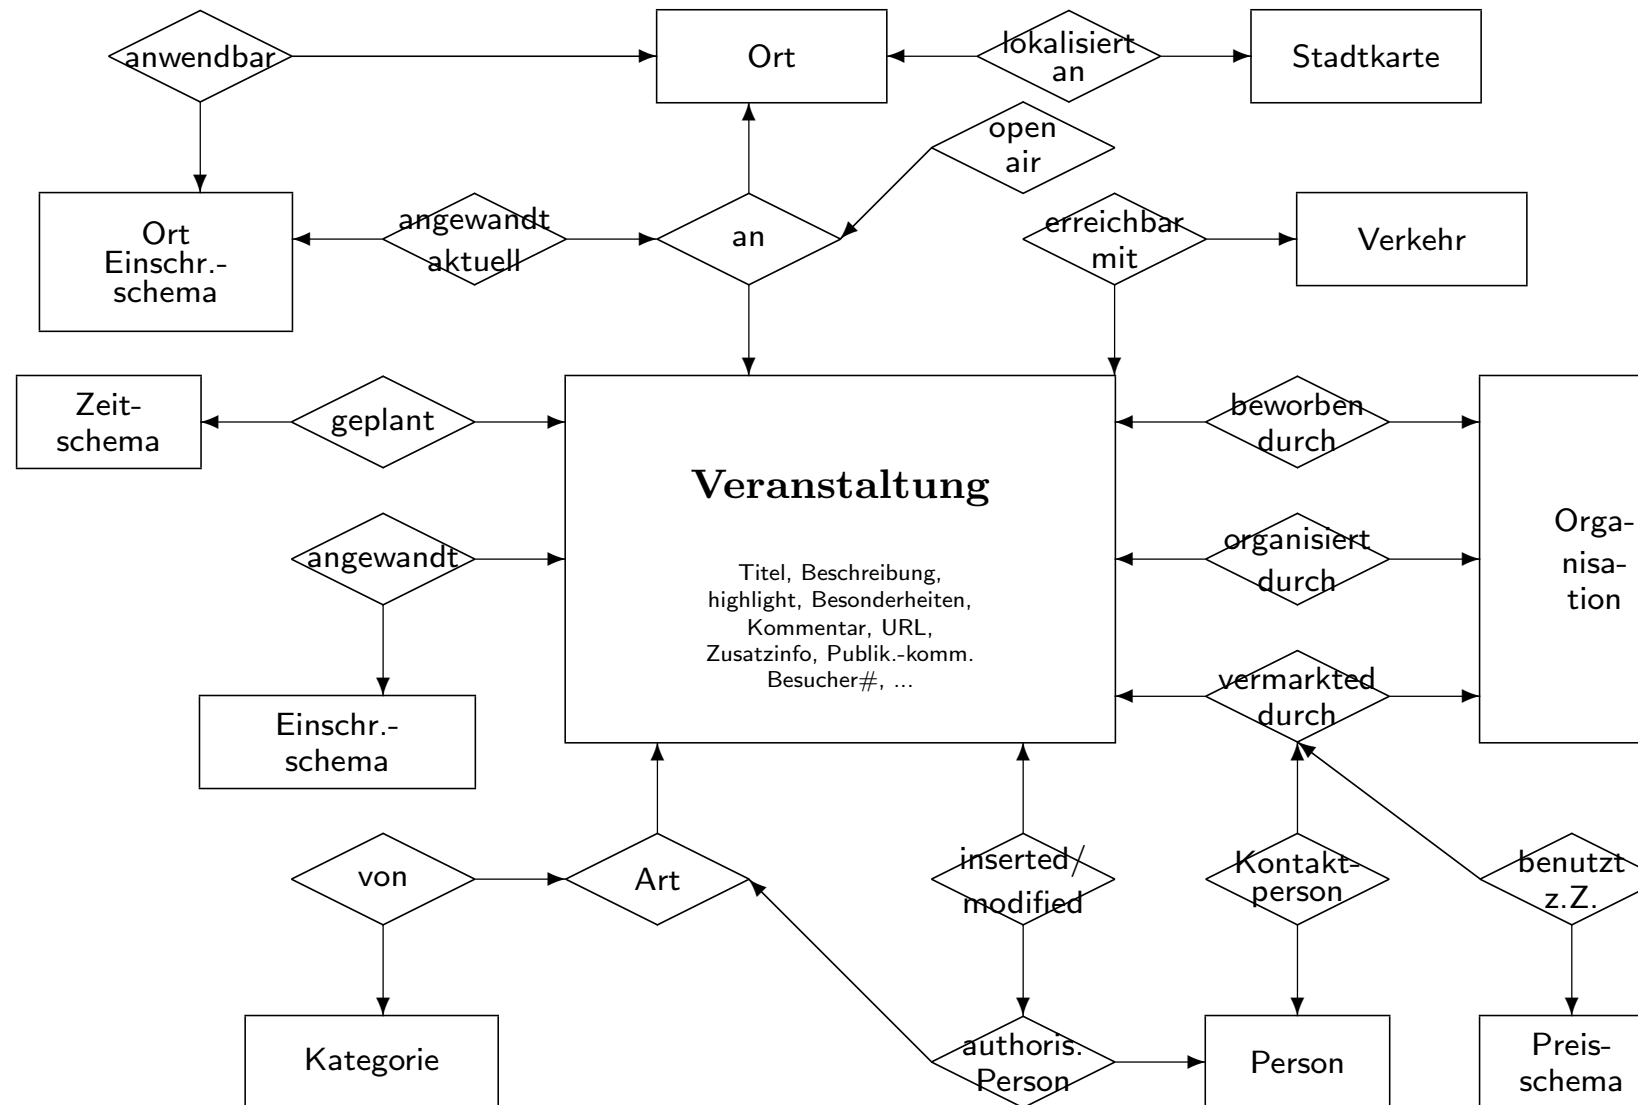 anwendbar
Ort
lokalisiert
an
Stadtkarte
open
air
Ort
Einschr.-
schema
angewandt
aktuell
an
erreichbar
mit
Verkehr
Zeit-
schema
geplant
Veranstaltung
Titel, Beschreibung,
highlight, Besonderheiten,
Kommentar, URL,
Zusatzinfo, Publik.-komm.
Besucher#, ...
beworben
durch
angewandt
organisiert
durch
Orga-
nisa-
tion
Einschr.-
schema
vermarkted
durch
von
Art
inserted/
modified
Kontakt-
person
benutzt
z.Z.
Kategorie
authoris.
Person
Person
Preis-
schema